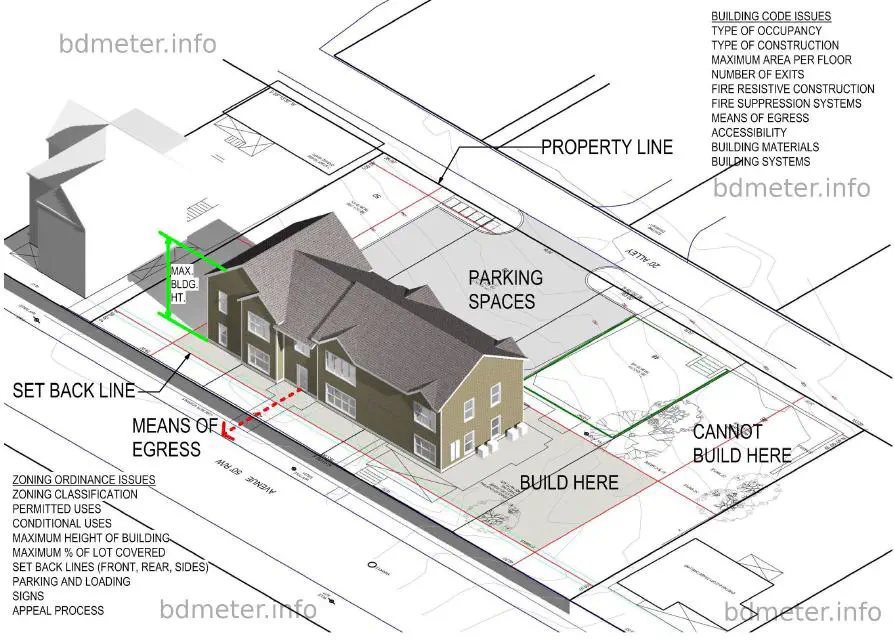 bdmeter.info
BUILDING CODE ISSUES
TYPE OF OCCUPANCY
TYPE OF CONSTRUCTION
MAXIMUM AREA PER FLOOR
NUMBER OF EXITS
FIRE RESISTIVE CONSTRUCTION
FIRE SUPPRESSION SYSTEMS
MEANS OF EGRESS
ACCESSIBILITY
BUILDING MATERIALS
BUILDING SYSTEMS
bdmeter.info
PROPERTY LINE
20' ALLEY
PARKING
SPACES
MAX.
BLDG.
HT.
SET BACK LINE
MEANS OF
EGRESS
CANNOT
BUILD HERE
BUILD HERE
AVENUE 50' R/W
ZONING ORDINANCE ISSUES
ZONING CLASSIFICATION
PERMITTED USES
CONDITIONAL USES
MAXIMUM HEIGHT OF BUILDING
MAXIMUM % OF LOT COVERED
SET BACK LINES (FRONT, REAR, SIDES)
PARKING AND LOADING
SIGNS
APPEAL PROCESS
bdmeter.info
bdmeter.info